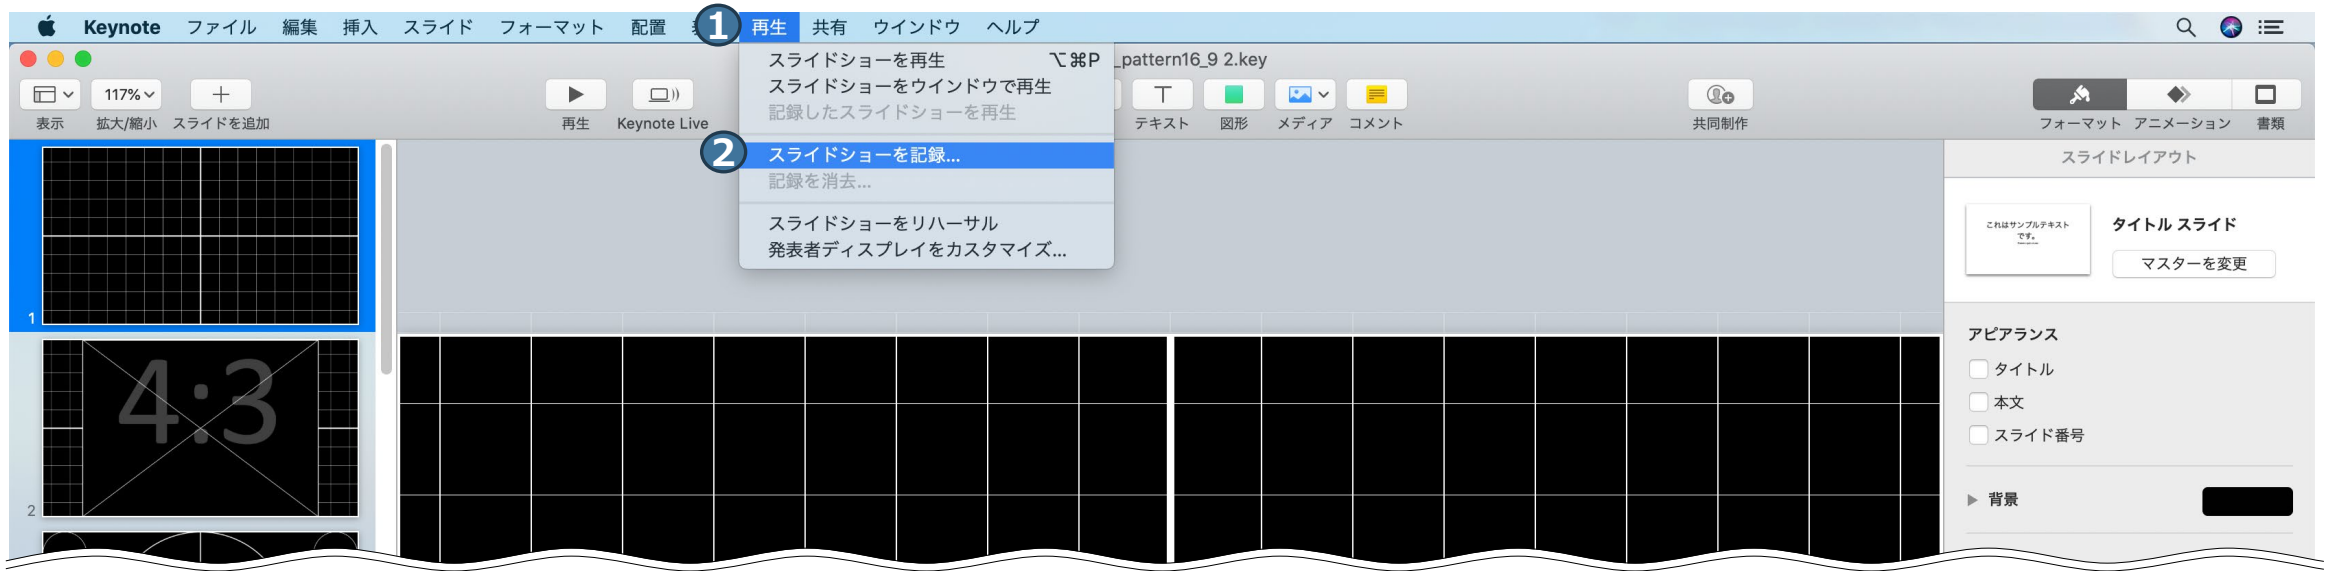 Keynote ファイル 編集 挿入 スライド フォーマット 配置 1 再生 共有 ウインドウ ヘルプ
スライドショーを再生 ⌥⌘P
_pattern16_9 2.key
スライドショーをウインドウで再生
記録したスライドショーを再生
2 スライドショーを記録...
記録を消去...
スライドショーをリハーサル
発表者ディスプレイをカスタマイズ...
117%
表示 拡大/縮小 スライドを追加 再生 Keynote Live テキスト 図形 メディア コメント 共同制作 フォーマット アニメーション 書類
1
4:3
2
スライドレイアウト
これはサンプルテキスト
です。
タイトル スライド
マスターを変更
アピアランス
タイトル
本文
スライド番号
背景